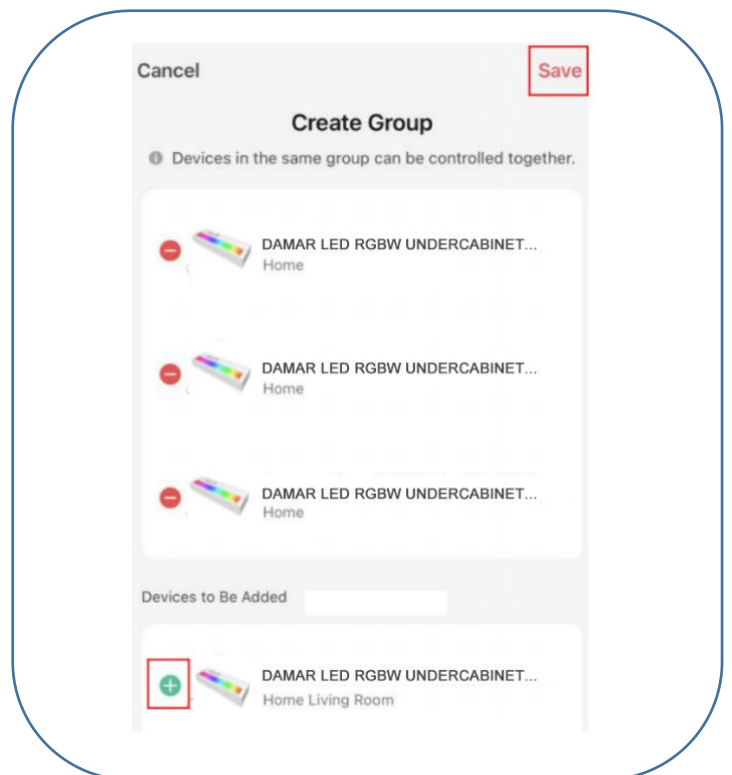 Cancel
Save
Create Group
Devices in the same group can be controlled together.
DAMAR LED RGBW UNDERCABINET...
Home
DAMAR LED RGBW UNDERCABINET...
Home
DAMAR LED RGBW UNDERCABINET...
Home
Devices to Be Added
DAMAR LED RGBW UNDERCABINET...
Home Living Room